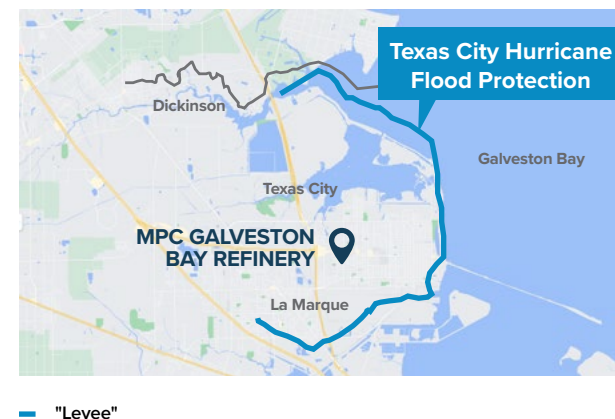 Texas City Hurricane
Flood Protection
Dickinson
Galveston Bay
Texas City
MPC GALVESTON
BAY REFINERY
La Marque
"Levee"